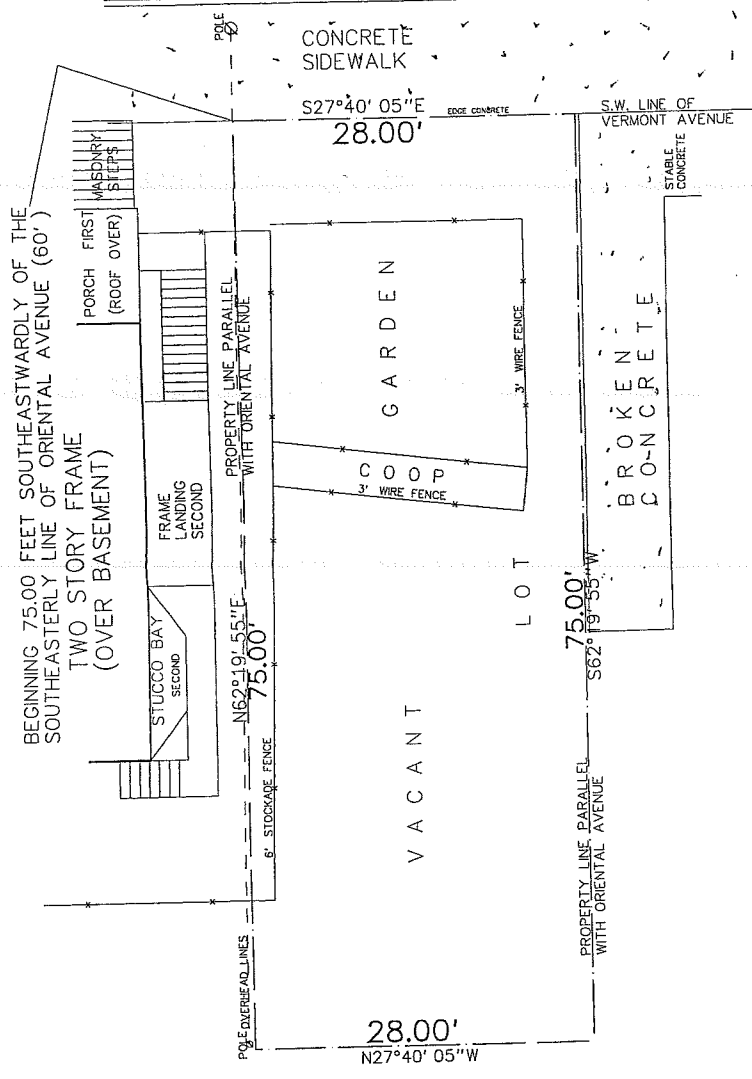 POLE
CONCRETE
SIDEWALK
S27°40' 05"E
28.00'
EDGE CONCRETE
S.W. LINE OF
VERMONT AVENUE
STABLE
CONCRETE
BEGINNING 75.00 FEET SOUTHEASTWARDLY OF THE
SOUTHEASTERLY LINE OF ORIENTAL AVENUE (60')
MASONRY
STEPS
PORCH FIRST
(ROOF OVER)
TWO STORY FRAME
(OVER BASEMENT)
FRAME
LANDING
SECOND
STUCCO BAY
SECOND
PROPERTY LINE PARALLEL
WITH ORIENTAL AVENUE
N62°19' 55"E
75.00'
6' STOCKADE FENCE
GARDEN
3' WIRE FENCE
COOP
3' WIRE FENCE
VACANT LOT
BROKEN
CONCRETE
75.00'
S62°19' 55"W
PROPERTY LINE PARALLEL
WITH ORIENTAL AVENUE
POLE
OVERHEAD LINES
28.00'
N27°40' 05"W